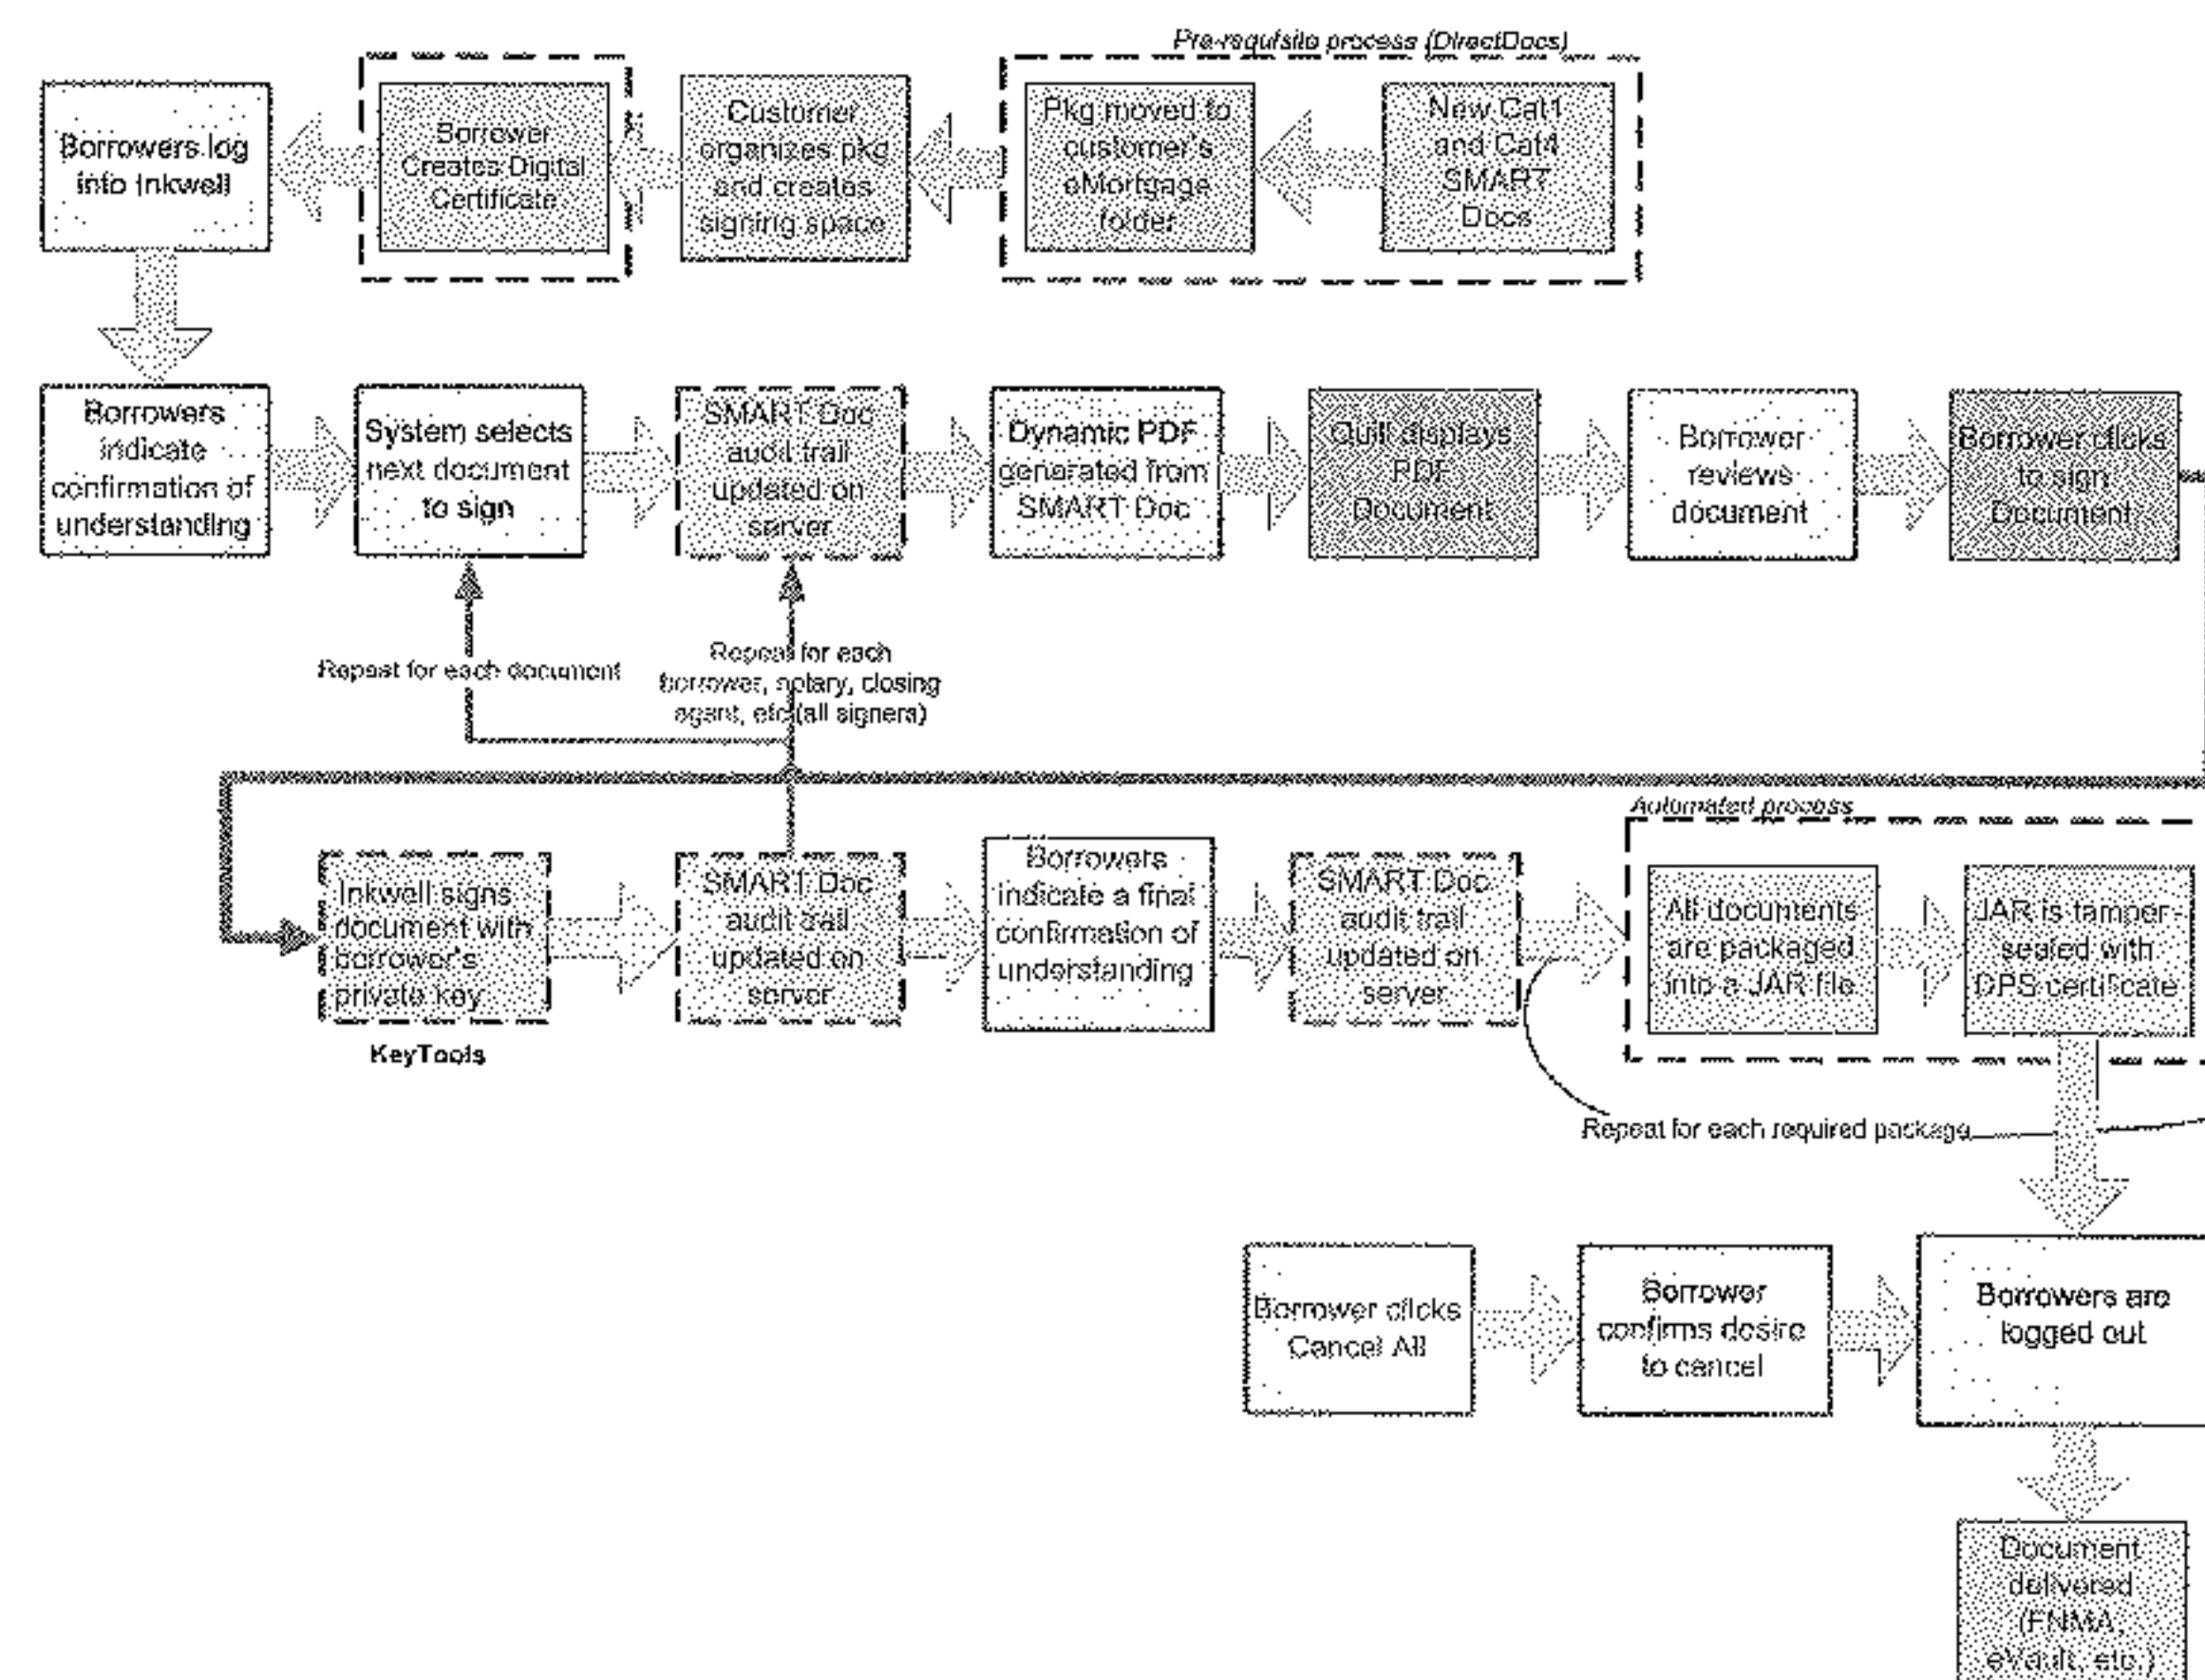 Pre-requisite process (DirectDocs)
Borrowers log
into Inkwell
Borrower
Creates Digital
Certificate
Customer
organizes pkg
and creates
signing space
Pkg moved to
customer's
eMortgage
folder
New Cat1
and Cat4
SMART
Docs
Borrowers
indicate
confirmation of
understanding
System selects
next document
to sign
SMART Doc
audit trail
updated on
server
Dynamic PDF
generated from
SMART Doc
Quill displays
PDF
Document
Borrower
reviews
document
Borrower clicks
to sign
Document
Repeat for each document
Repeat for each
borrower, notary, closing
agent, etc (all signers)
Automated process
Inkwell signs
document with
borrower's
private key
KeyTools
SMART Doc
audit trail
updated on
server
Borrowers
indicate a final
confirmation of
understanding
SMART Doc
audit trail
updated on
server
All documents
are packaged
into a JAR file
JAR is tamper-
sealed with
DPS certificate
Repeat for each required package
Borrower clicks
Cancel All
Borrower
confirms desire
to cancel
Borrowers are
logged out
Document
delivered
(FNMA,
eVault, etc.)